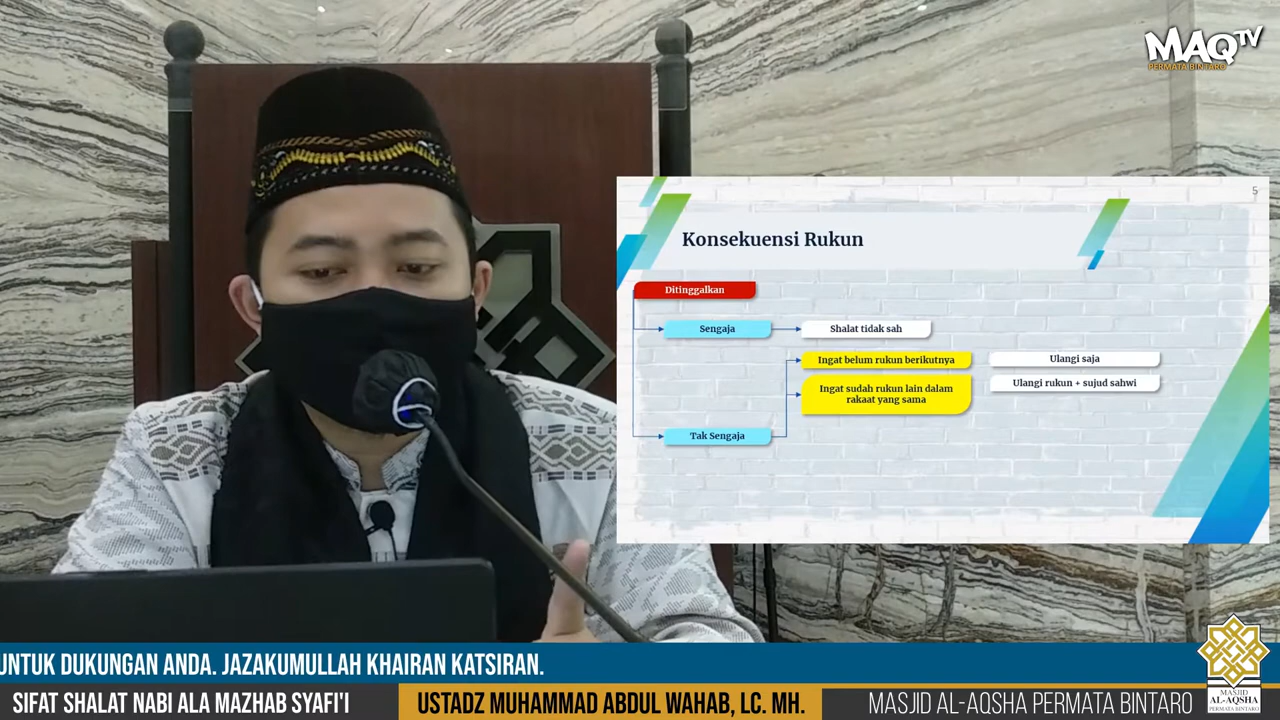 MAQTV
PERMATA BINTARO
5
Konsekuensi Rukun
Ditinggalkan
Sengaja
Shalat tidak sah
Ingat belum rukun berikutnya
Ulangi saja
Ingat sudah rukun lain dalam
rakaat yang sama
Ulangi rukun + sujud sahwi
Tak Sengaja
UNTUK DUKUNGAN ANDA. JAZAKUMULLAH KHAIRAN KATSIRAN.
SIFAT SHALAT NABI ALA MAZHAB SYAFI'I
USTADZ MUHAMMAD ABDUL WAHAB, LC. MH.
MASJID AL-AQSHA PERMATA BINTARO
MASJID
AL-AQSHA
PERMATA BINTARO